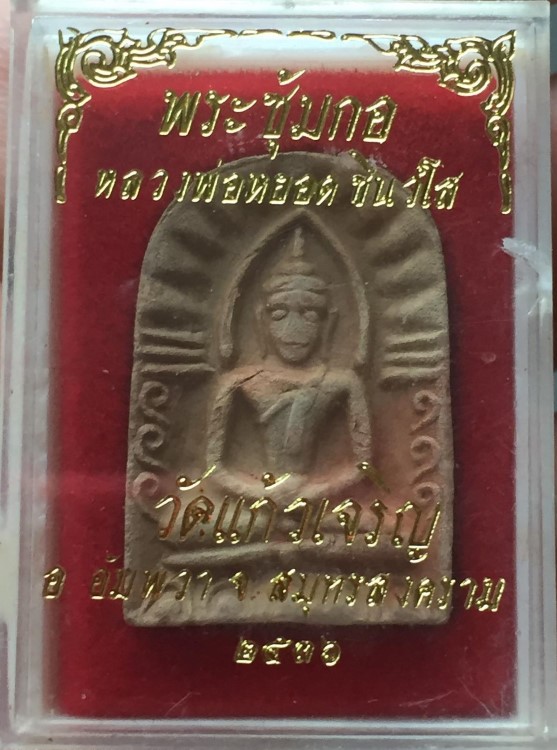 พระซุ้มกอ
หลวงพ่อหยอด ชินวํโส
วัดแก้วเจริญ
อ อัมพวา จ. สมุทรสงคราม
๒๕๓๐